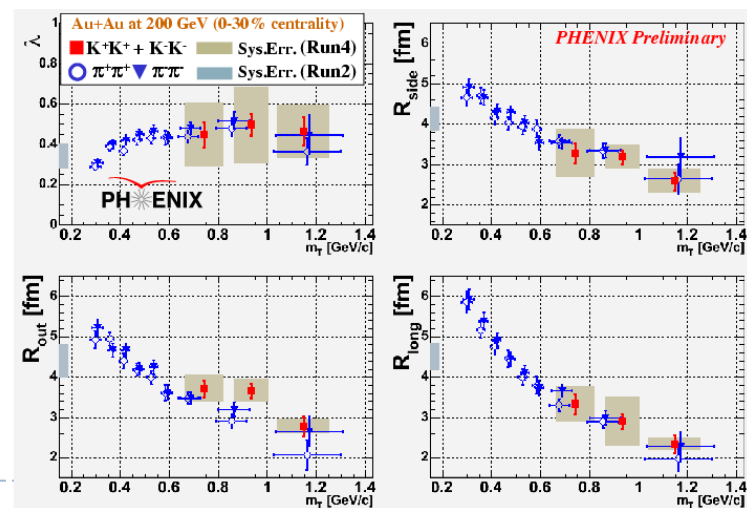 Au+Au at 200 GeV (0-30% centrality)
K⁺K⁺ + K⁻K⁻ Sys.Err. (Run4)
π⁺π⁺ π⁻π⁻ Sys.Err. (Run2)
λ
1
0.8
0.6
0.4
0.2
0
PHENIX
0.2 0.4 0.6 0.8 1 1.2 1.4
m_T [GeV/c]
PHENIX Preliminary
R_side [fm]
6
5
4
3
2
0.2 0.4 0.6 0.8 1 1.2 1.4
m_T [GeV/c]
R_out [fm]
6
5
4
3
2
0.2 0.4 0.6 0.8 1 1.2 1.4
m_T [GeV/c]
R_long [fm]
6
5
4
3
2
0.2 0.4 0.6 0.8 1 1.2 1.4
m_T [GeV/c]